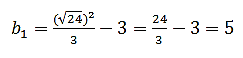 b₁ = (√24)²/3 − 3 = 24/3 − 3 = 5